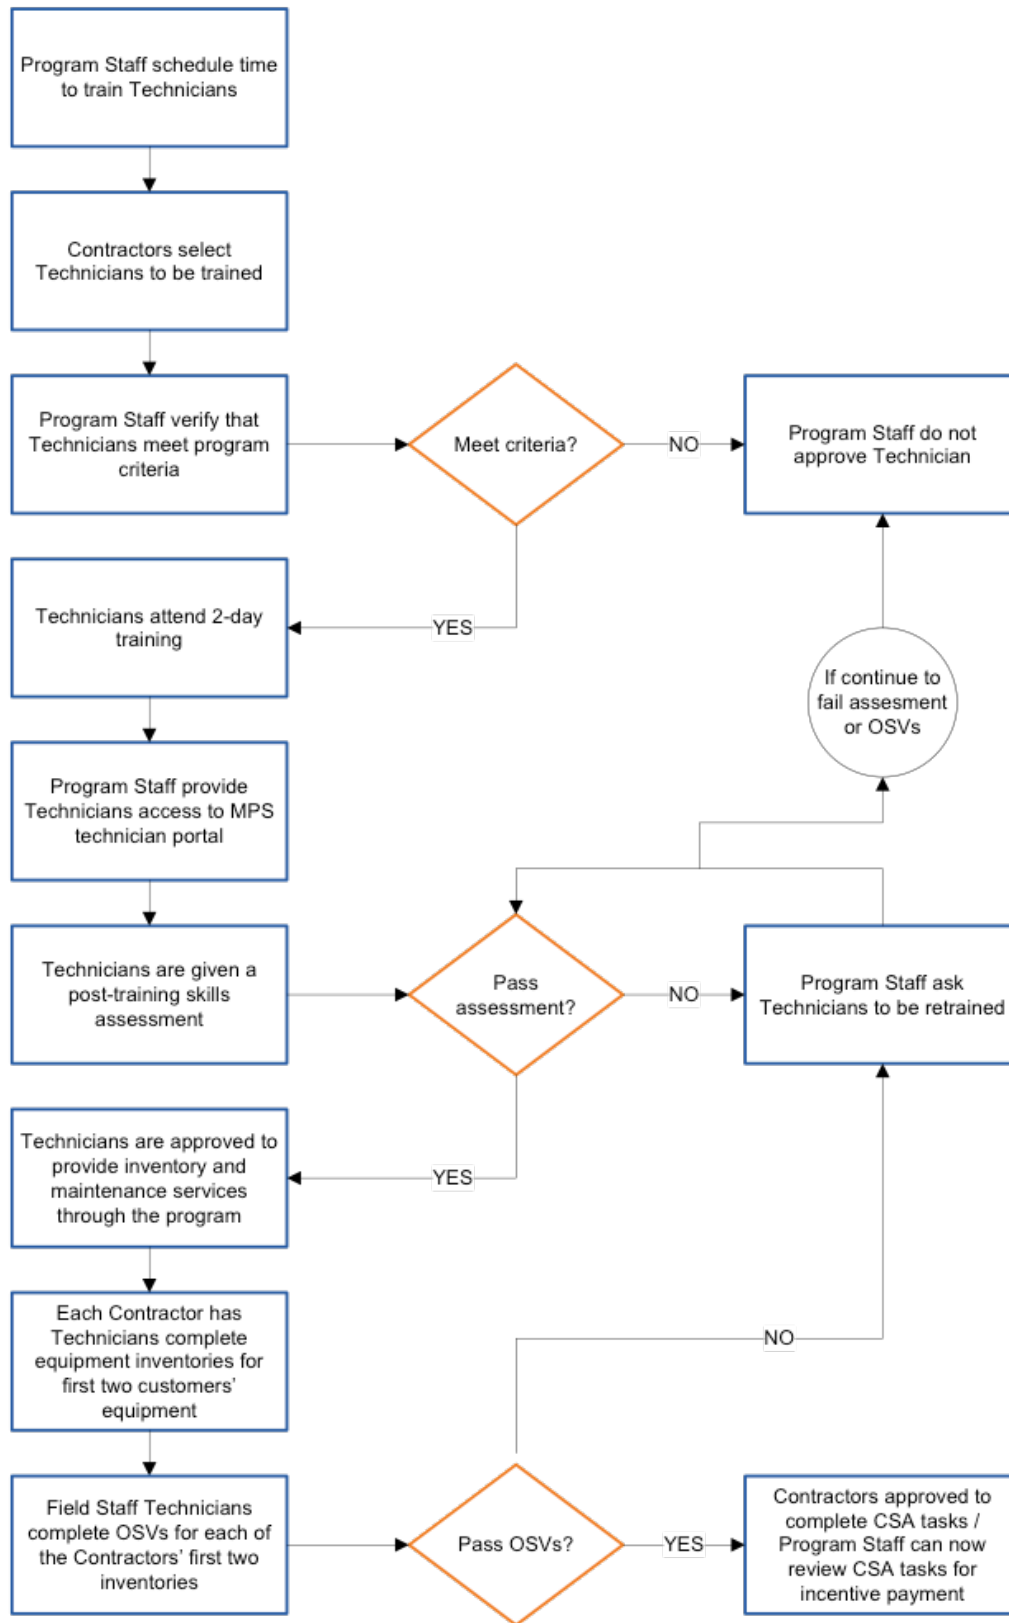 Program Staff schedule time
to train Technicians
Contractors select
Technicians to be trained
Program Staff verify that
Technicians meet program
criteria
Meet criteria?
NO
Program Staff do not
approve Technician
Technicians attend 2-day
training
YES
If continue to
fail assesment
or OSVs
Program Staff provide
Technicians access to MPS
technician portal
Technicians are given a
post-training skills
assessment
Pass
assessment?
NO
Program Staff ask
Technicians to be retrained
Technicians are approved to
provide inventory and
maintenance services
through the program
YES
Each Contractor has
Technicians complete
equipment inventories for
first two customers’
equipment
NO
Field Staff Technicians
complete OSVs for each of
the Contractors’ first two
inventories
Pass OSVs?
YES
Contractors approved to
complete CSA tasks /
Program Staff can now
review CSA tasks for
incentive payment